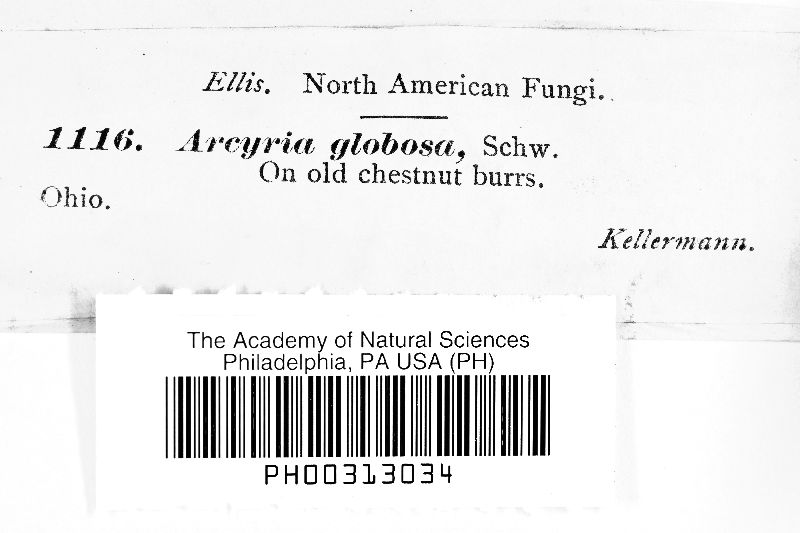 Ellis. North American Fungi.
1116. Arcyria globosa, Schw.
On old chestnut burrs.
Ohio.
Kellermann.
The Academy of Natural Sciences
Philadelphia, PA USA (PH)
PH00313034